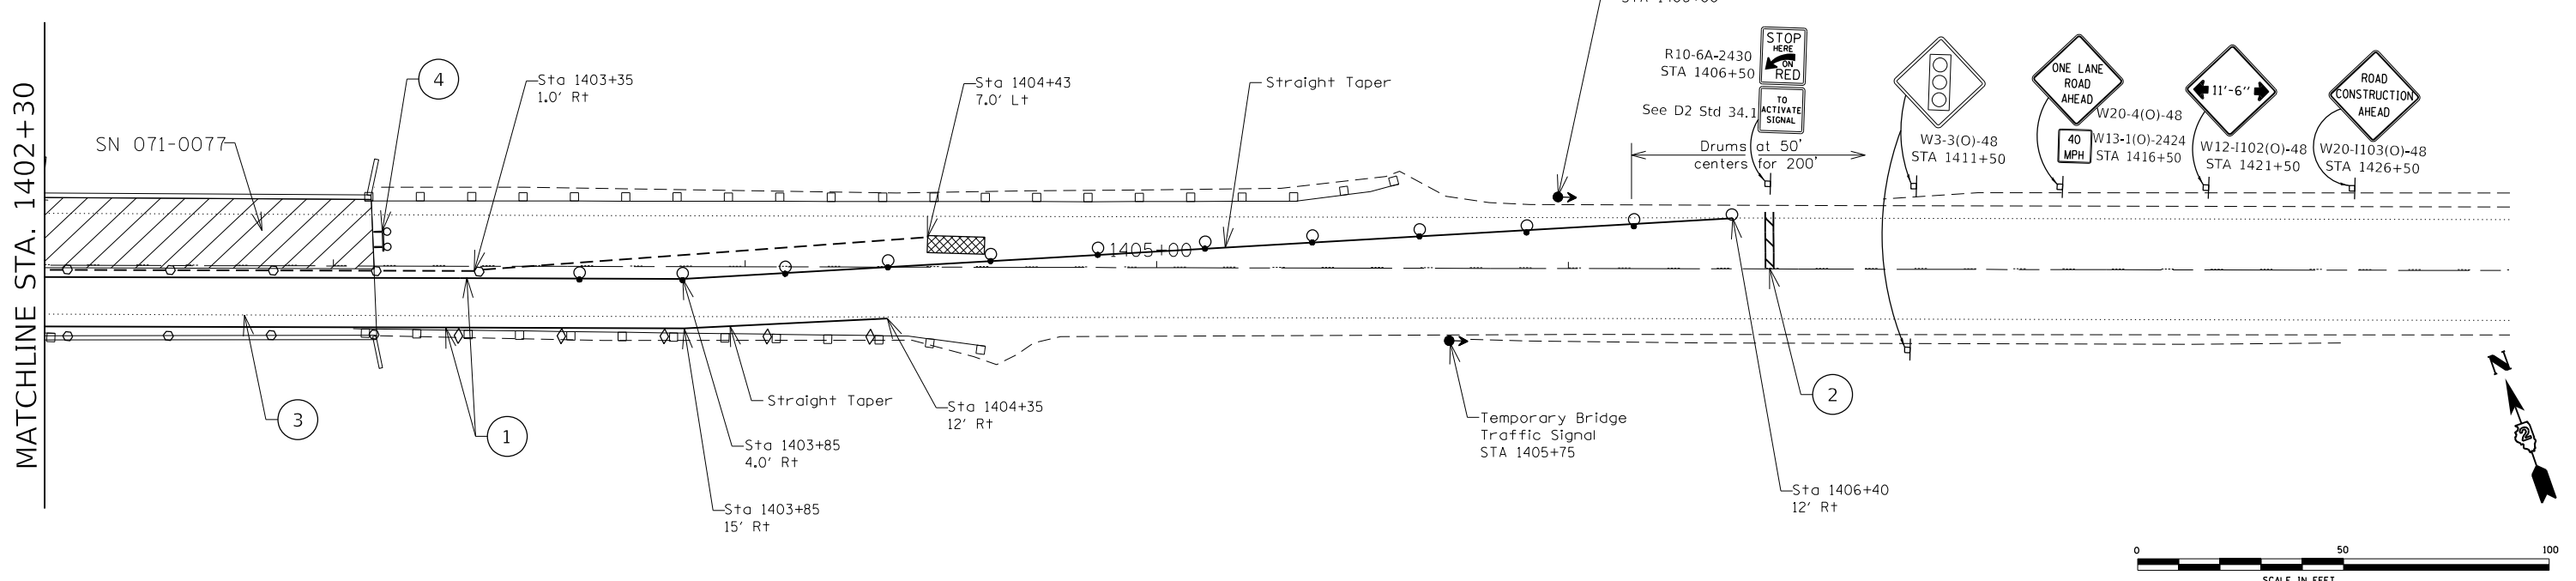 MATCHLINE STA. 1402+30
SN 071-0077
4
Sta 1403+35
1.0' Rt
Sta 1404+43
7.0' Lt
Straight Taper
R10-6A-2430
STA 1406+50
See D2 Std 34.1
STOP
HERE
ON
RED
TO
ACTIVATE
SIGNAL
Drums at 50'
centers for 200'
W3-3(O)-48
STA 1411+50
ONE LANE
ROAD
AHEAD
40
MPH
W20-4(O)-48
W13-1(O)-2424
STA 1416+50
11'-6"
W12-I102(O)-48
STA 1421+50
ROAD
CONSTRUCTION
AHEAD
W20-I103(O)-48
STA 1426+50
1405+00
3
1
Straight Taper
Sta 1403+85
4.0' Rt
Sta 1403+85
15' Rt
Sta 1404+35
12' Rt
Temporary Bridge
Traffic Signal
STA 1405+75
2
Sta 1406+40
12' Rt
N
2
0
50
100
SCALE IN FEET